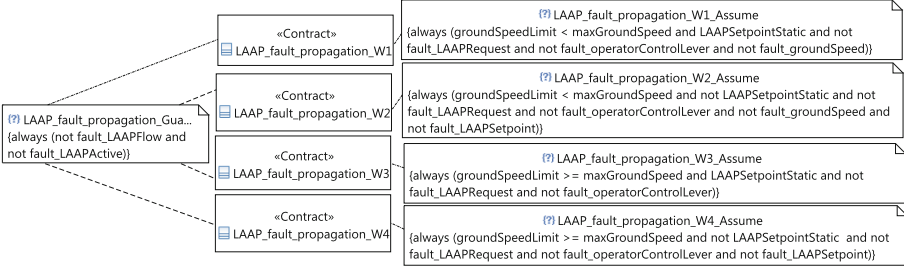 (?) LAAP_fault_propagation_Gua...
{always (not fault_LAAPFlow and
not fault_LAAPActive)}
«Contract»
LAAP_fault_propagation_W1
(?) LAAP_fault_propagation_W1_Assume
{always (groundSpeedLimit < maxGroundSpeed and LAAPSetpointStatic and not
fault_LAAPRequest and not fault_operatorControlLever and not fault_groundSpeed)}
«Contract»
LAAP_fault_propagation_W2
(?) LAAP_fault_propagation_W2_Assume
{always (groundSpeedLimit < maxGroundSpeed and not LAAPSetpointStatic and not
fault_LAAPRequest and not fault_operatorControlLever and not fault_groundSpeed and
not fault_LAAPSetpoint)}
«Contract»
LAAP_fault_propagation_W3
(?) LAAP_fault_propagation_W3_Assume
{always (groundSpeedLimit >= maxGroundSpeed and LAAPSetpointStatic and not
fault_LAAPRequest and not fault_operatorControlLever)}
«Contract»
LAAP_fault_propagation_W4
(?) LAAP_fault_propagation_W4_Assume
{always (groundSpeedLimit >= maxGroundSpeed and not LAAPSetpointStatic and not
fault_LAAPRequest and not fault_operatorControlLever and not fault_LAAPSetpoint)}